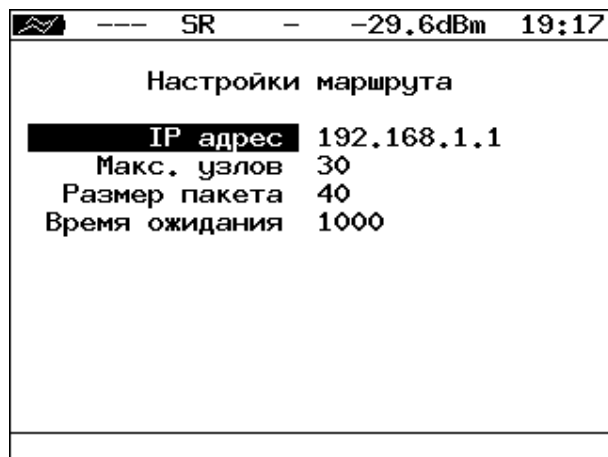 --- SR - -29.6dBm 19:17
Настройки маршрута
IP адрес 192.168.1.1
Макс. узлов 30
Размер пакета 40
Время ожидания 1000